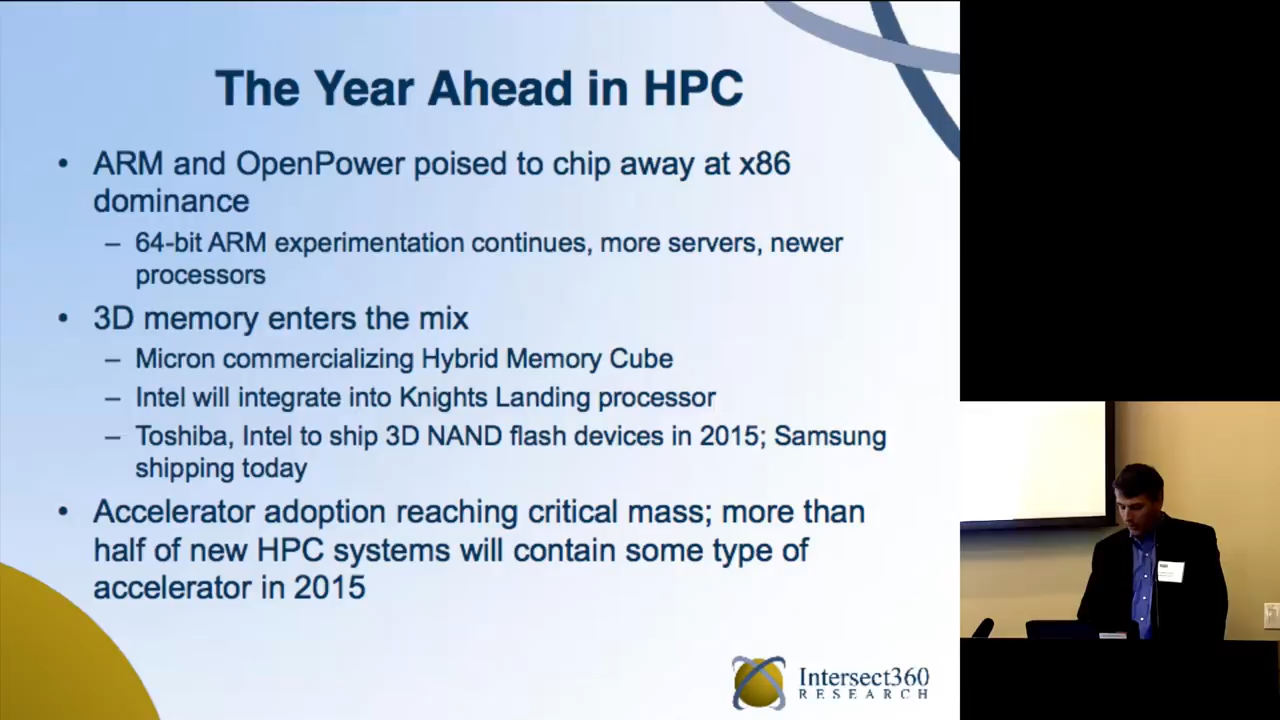 The Year Ahead in HPC
• ARM and OpenPower poised to chip away at x86
dominance
– 64-bit ARM experimentation continues, more servers, newer
processors
• 3D memory enters the mix
– Micron commercializing Hybrid Memory Cube
– Intel will integrate into Knights Landing processor
– Toshiba, Intel to ship 3D NAND flash devices in 2015; Samsung
shipping today
• Accelerator adoption reaching critical mass; more than
half of new HPC systems will contain some type of
accelerator in 2015
Intersect360
RESEARCH